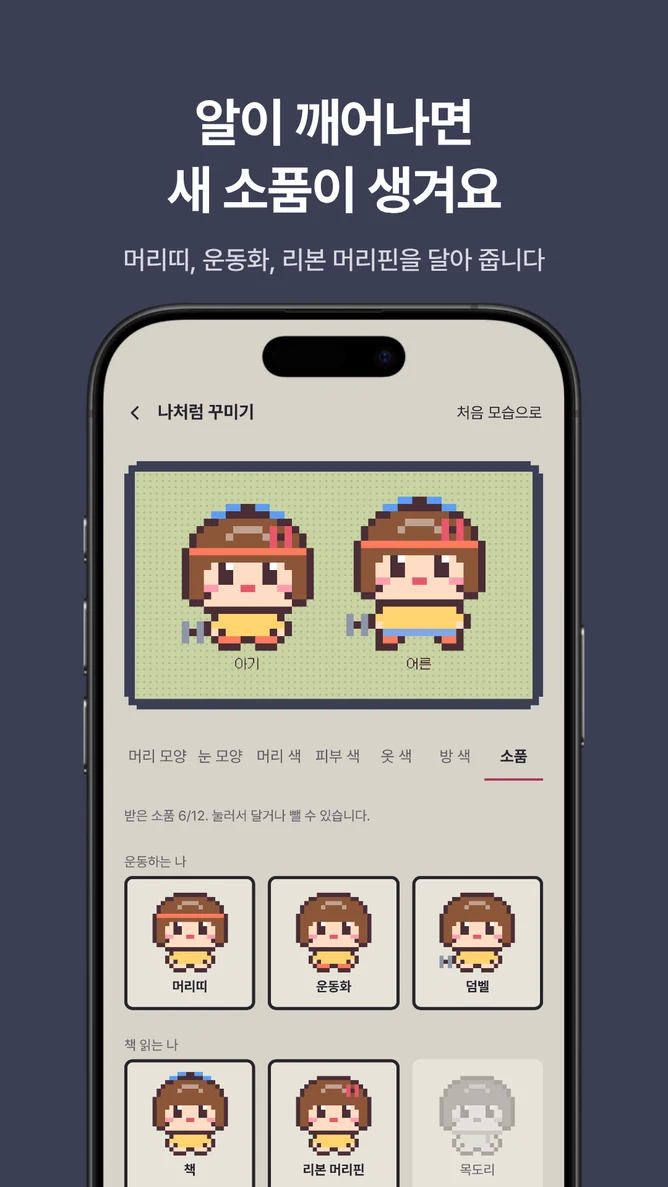 알이 깨어나면
새 소품이 생겨요
머리띠, 운동화, 리본 머리핀을 달아 줍니다
나처럼 꾸미기
처음 모습으로
아기
어른
머리 모양 눈 모양 머리 색 피부 색 옷 색 방 색 소품
받은 소품 6/12. 눌러서 달거나 뺄 수 있습니다.
운동하는 나
머리띠
운동화
덤벨
책 읽는 나
책
리본 머리핀
목도리